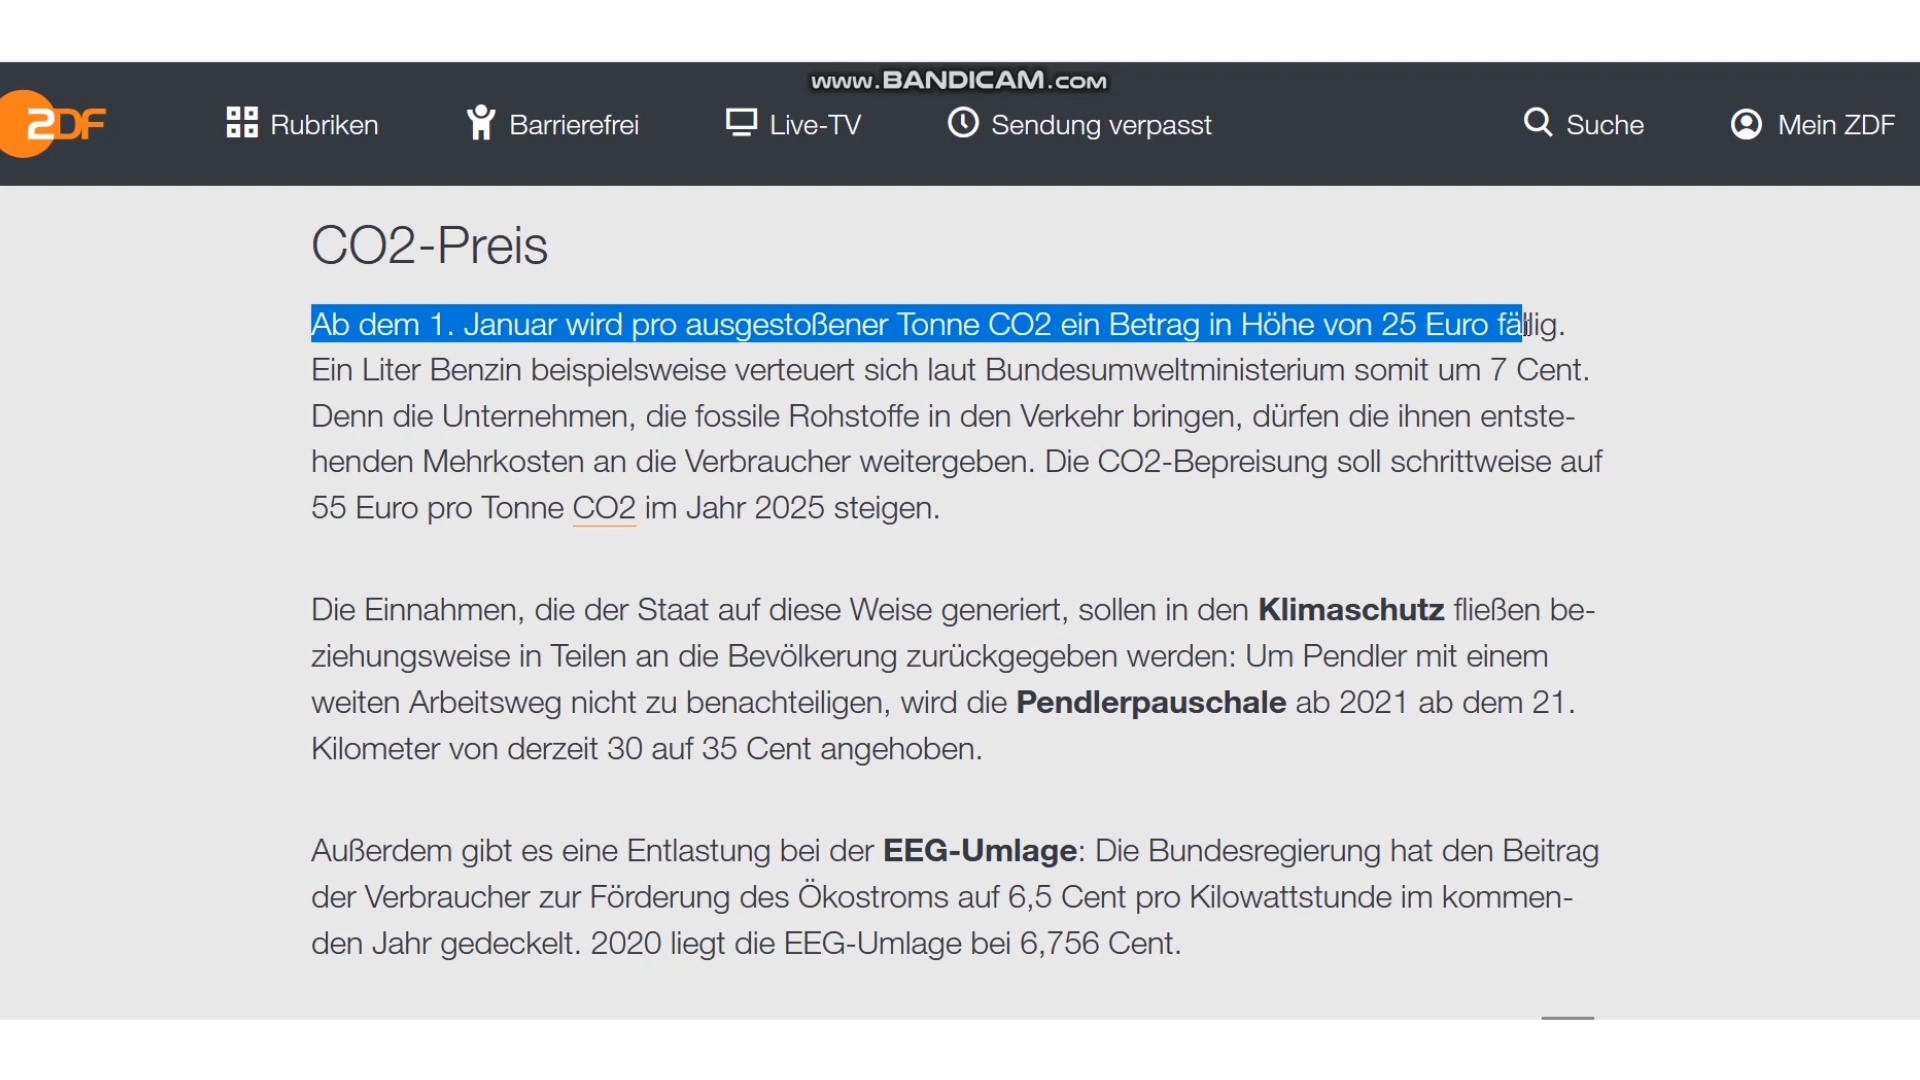 www.BANDICAM.com
ZDF Rubriken Barrierefrei Live-TV Sendung verpasst Suche Mein ZDF
CO2-Preis
Ab dem 1. Januar wird pro ausgestoßener Tonne CO2 ein Betrag in Höhe von 25 Euro fällig.
Ein Liter Benzin beispielsweise verteuert sich laut Bundesumweltministerium somit um 7 Cent.
Denn die Unternehmen, die fossile Rohstoffe in den Verkehr bringen, dürfen die ihnen entste-
henden Mehrkosten an die Verbraucher weitergeben. Die CO2-Bepreisung soll schrittweise auf
55 Euro pro Tonne CO2 im Jahr 2025 steigen.
Die Einnahmen, die der Staat auf diese Weise generiert, sollen in den Klimaschutz fließen be-
ziehungsweise in Teilen an die Bevölkerung zurückgegeben werden: Um Pendler mit einem
weiten Arbeitsweg nicht zu benachteiligen, wird die Pendlerpauschale ab 2021 ab dem 21.
Kilometer von derzeit 30 auf 35 Cent angehoben.
Außerdem gibt es eine Entlastung bei der EEG-Umlage: Die Bundesregierung hat den Beitrag
der Verbraucher zur Förderung des Ökostroms auf 6,5 Cent pro Kilowattstunde im kommen-
den Jahr gedeckelt. 2020 liegt die EEG-Umlage bei 6,756 Cent.